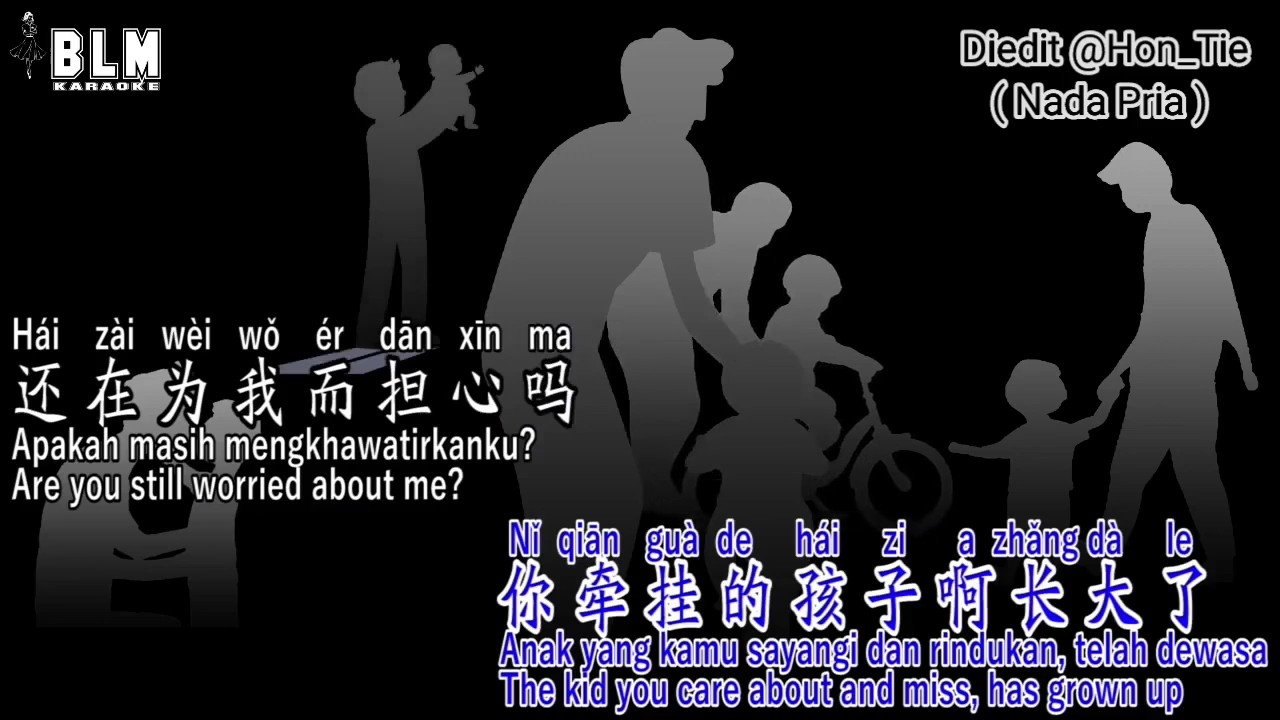 BLM
KARAOKE
Diedit @Hon_Tie
( Nada Pria )
Hái zài wèi wǒ ér dān xīn ma
还在为我而担心吗
Apakah masih mengkhawatirkanku?
Are you still worried about me?
Nǐ qiān guà de hái zi a zhǎng dà le
你牵挂的孩子啊长大了
Anak yang kamu sayangi dan rindukan, telah dewasa
The kid you care about and miss, has grown up